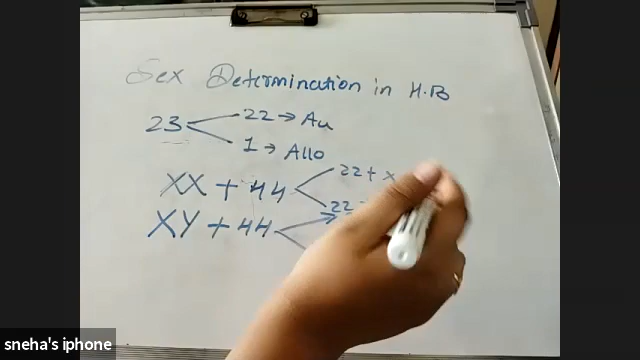 Sex Determination in H.B
23
22 → Au
1 → Allo
XX + 44
22 + X
22
XY + 44
sneha's iphone